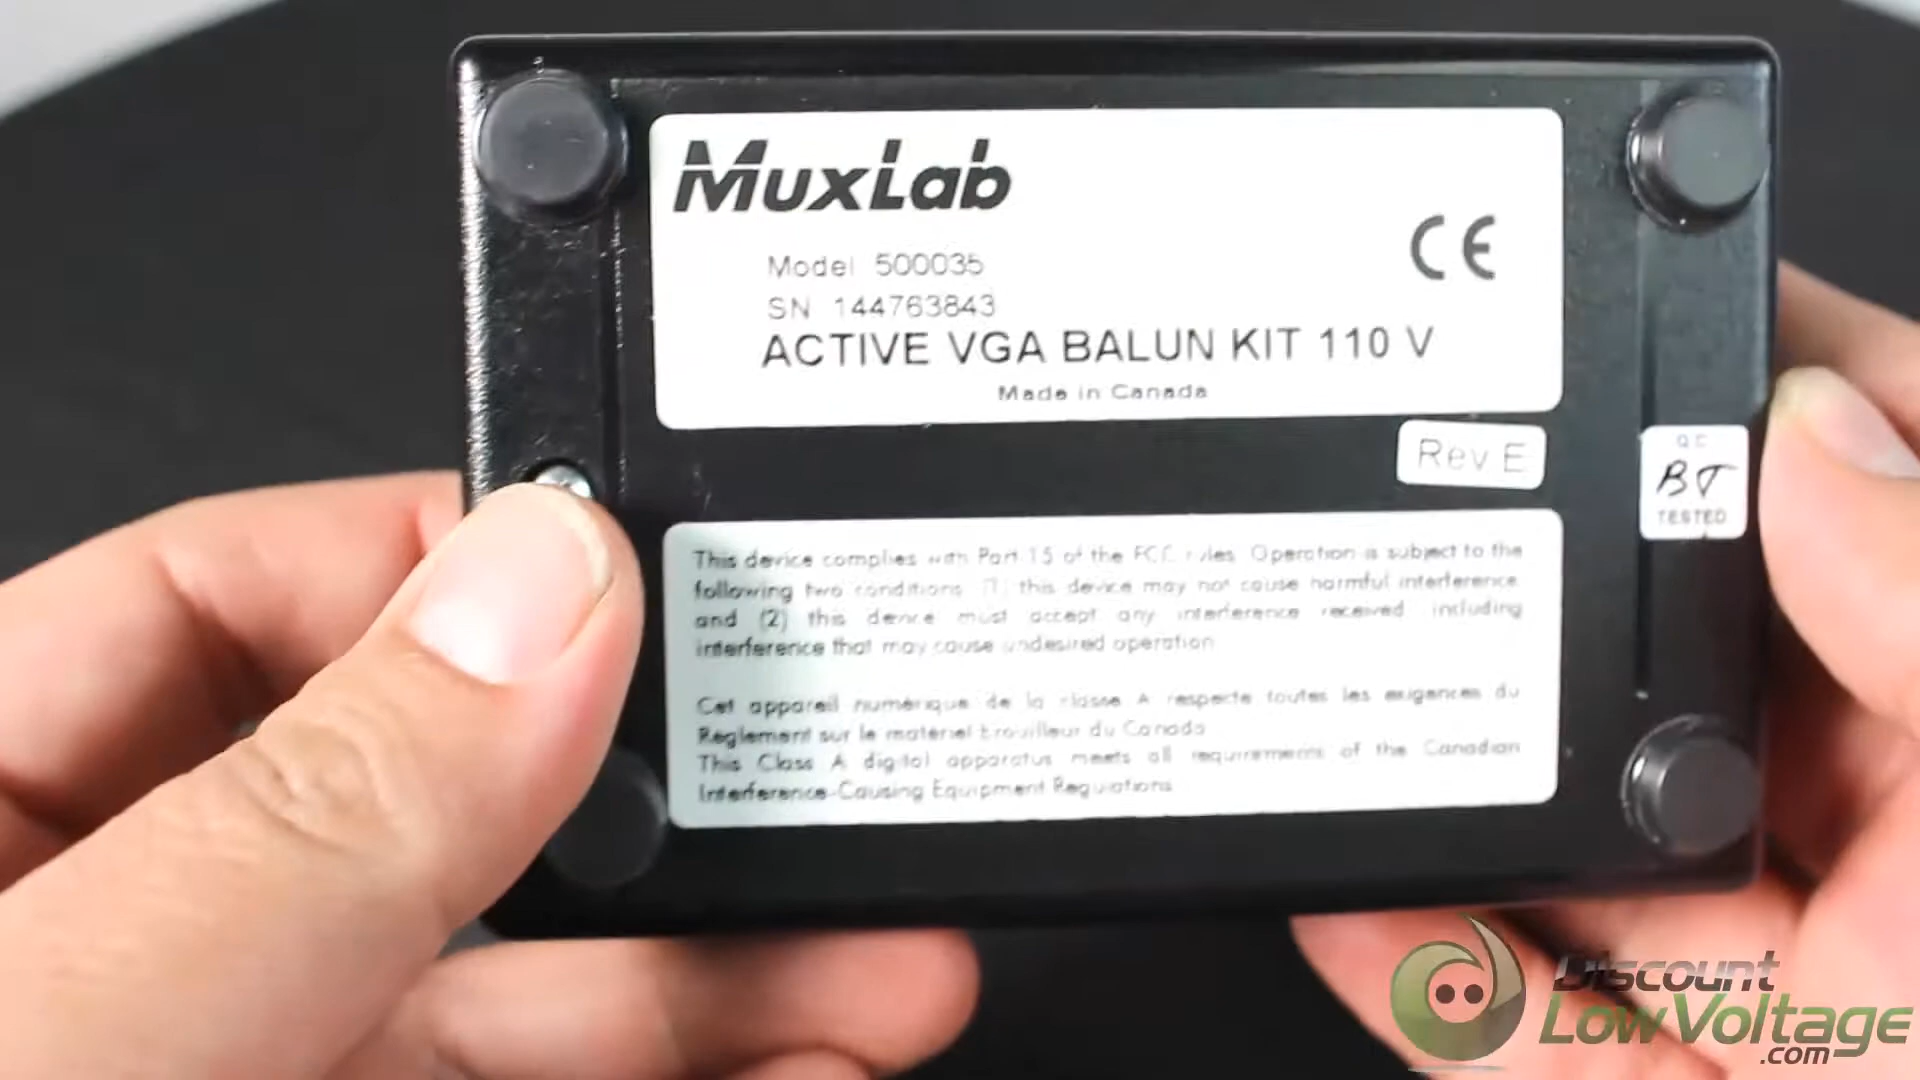 MuxLab
CE
Model 500035
SN 144763843
ACTIVE VGA BALUN KIT 110 V
Made in Canada
Rev E
QC
BT
TESTED
This device complies with Part 15 of the FCC rules. Operation is subject to the
following two conditions (1) this device may not cause harmful interference
and (2) this device must accept any interference received including
interference that may cause undesired operation
Cet appareil numérique de la classe A respecte toutes les exigences du
Reglement sur le matériel brouilleur du Canada
This Class A digital apparatus meets all requirements of the Canadian
Interference-Causing Equipment Regulations.
Discount
LowVoltage
.com